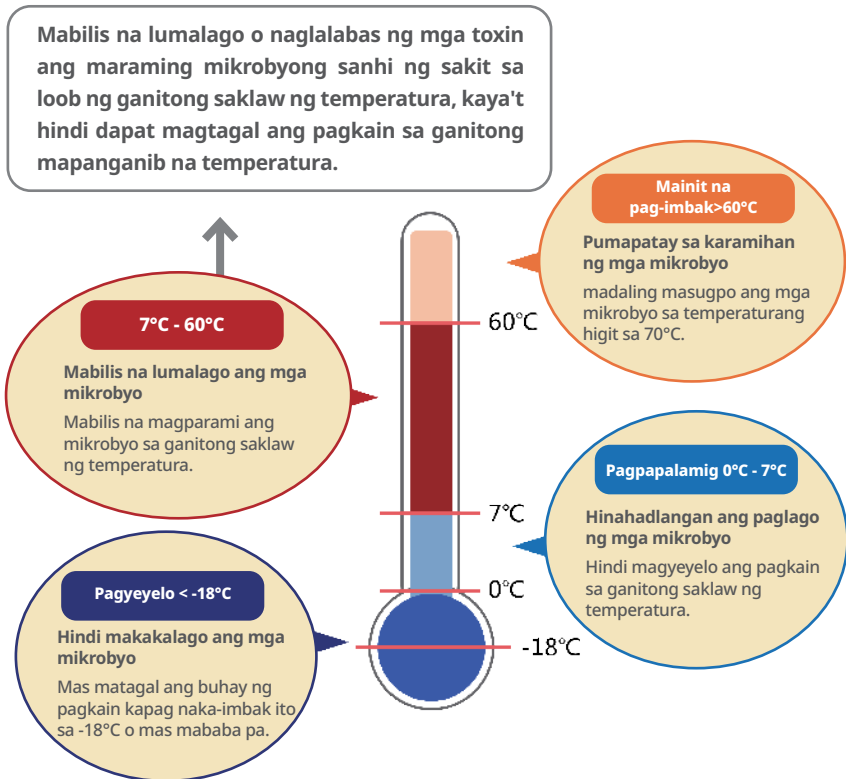 Mabilis na lumalago o naglalabas ng mga toxin
ang maraming mikrobyong sanhi ng sakit sa
loob ng ganitong saklaw ng temperatura, kaya't
hindi dapat magtagal ang pagkain sa ganitong
mapanganib na temperatura.
Mainit na
pag-imbak>60°C
Pumapatay sa karamihan
ng mga mikrobyo
madaling masugpo ang mga
mikrobyo sa temperaturang
higit sa 70°C.
7°C - 60°C
Mabilis na lumalago ang mga
mikrobyo
Mabilis na magparami ang
mikrobyo sa ganitong saklaw
ng temperatura.
60°C
7°C
0°C
-18°C
Pagpapalamig 0°C - 7°C
Hinahadlangan ang paglago
ng mga mikrobyo
Hindi magyeyelo ang pagkain
sa ganitong saklaw ng
temperatura.
Pagyeyelo < -18°C
Hindi makakalago ang mga
mikrobyo
Mas matagal ang buhay ng
pagkain kapag naka-imbak ito
sa -18°C o mas mababa pa.